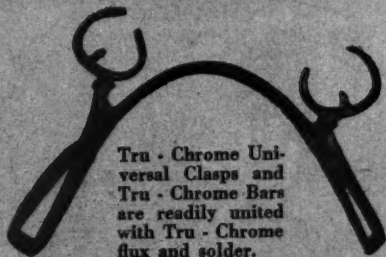 Tru - Chrome Uni-
versal Clasps and
Tru - Chrome Bars
are readily united
with Tru - Chrome
flux and solder.